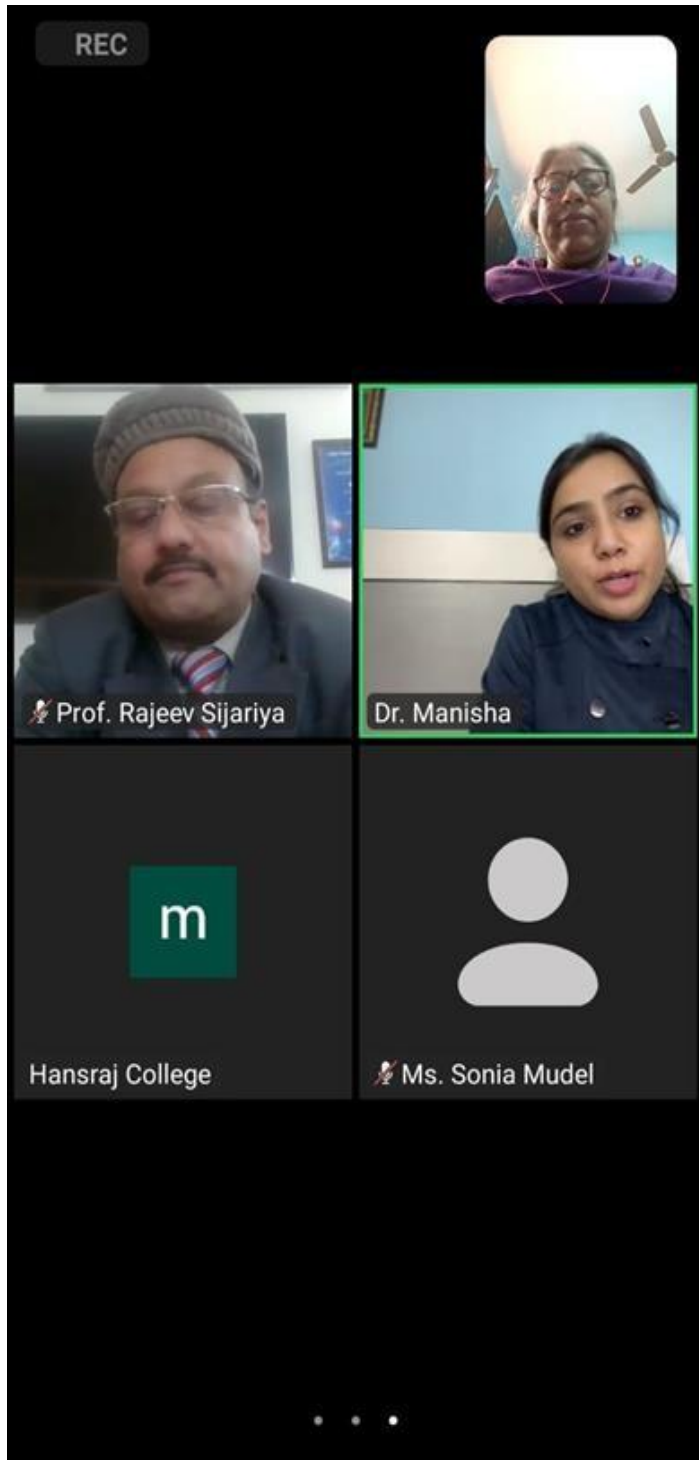 REC
Prof. Rajeev Sijariya
Dr. Manisha
m
Hansraj College
Ms. Sonia Mudel